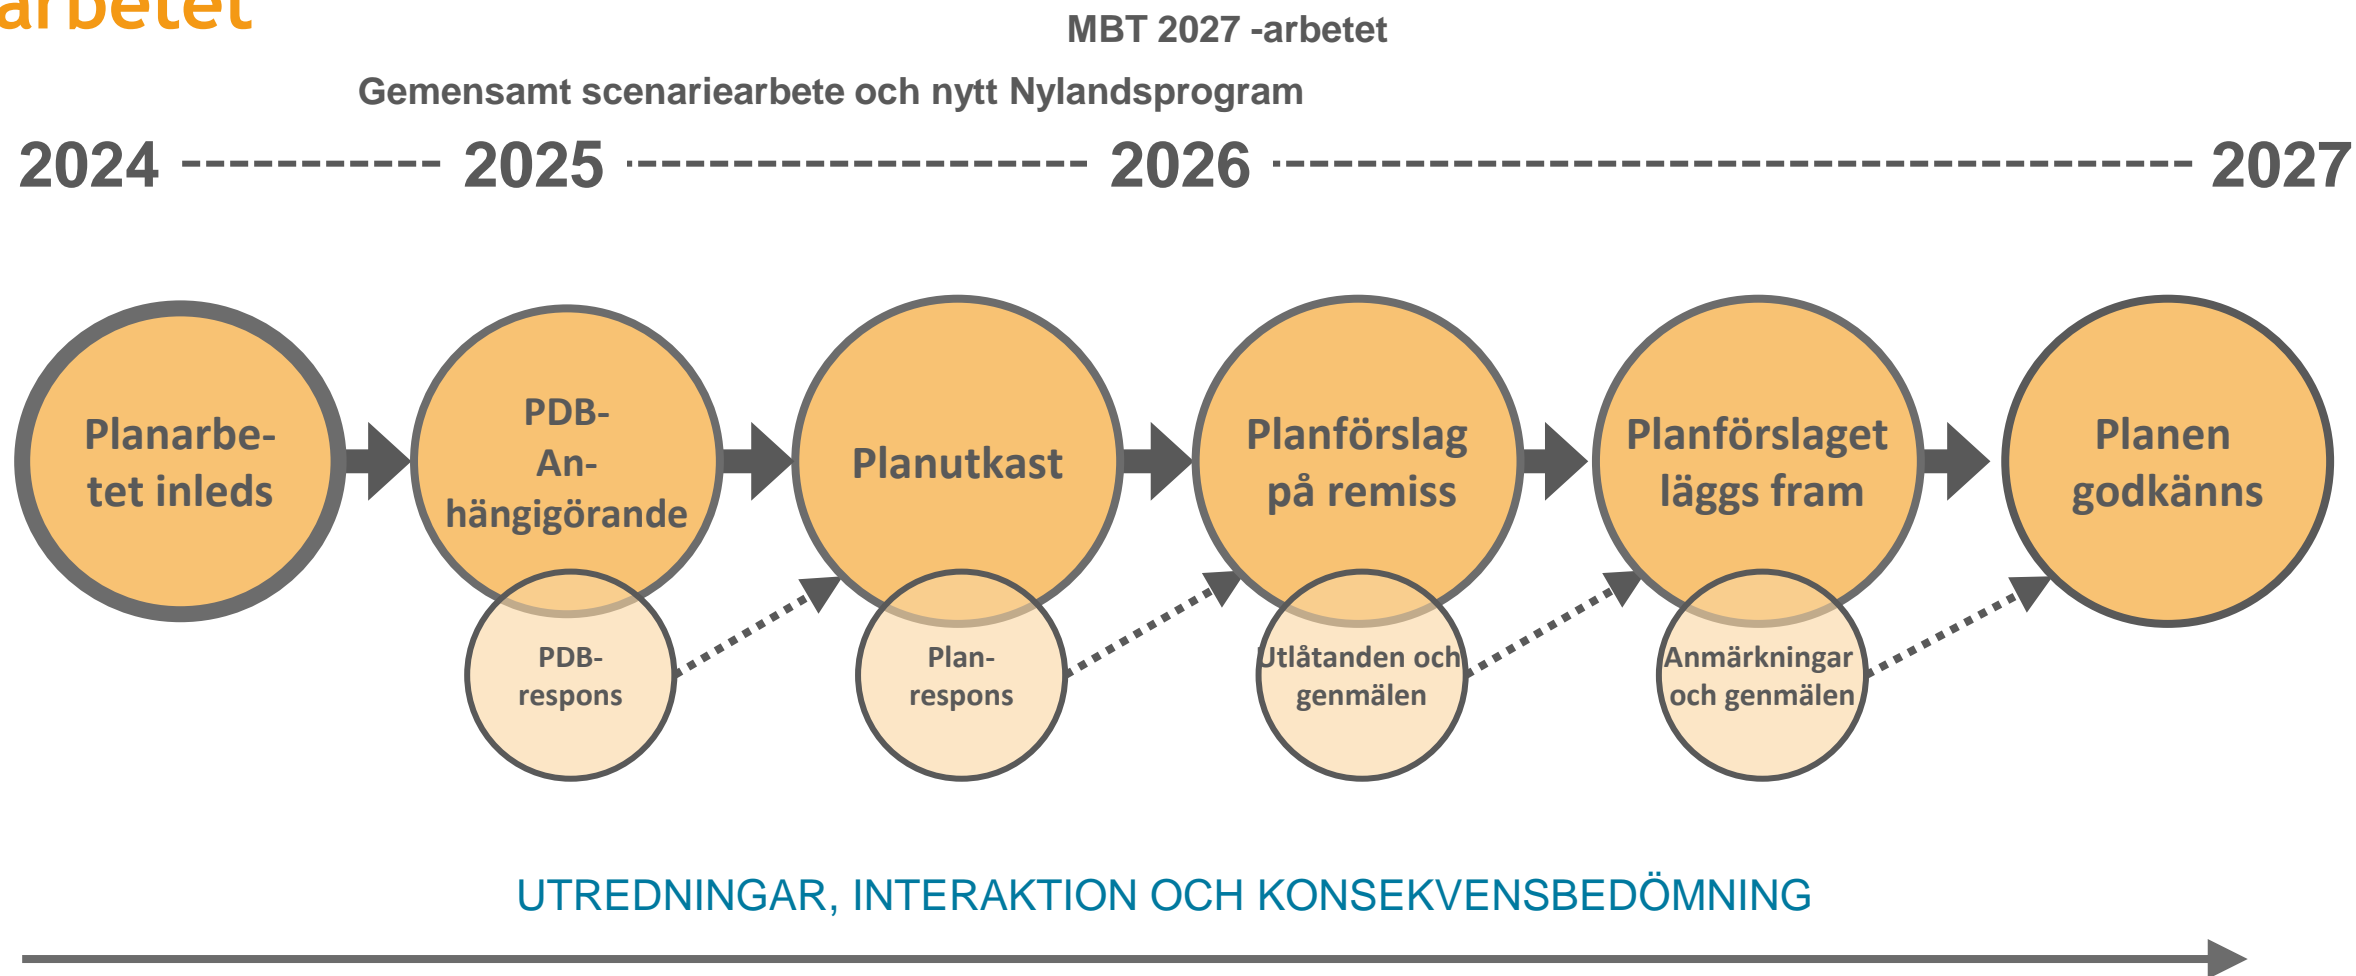 arbetet
MBT 2027 -arbetet
Gemensamt scenariearbete och nytt Nylandsprogram
2024 2025 2026 2027
Planarbe-
tet inleds
PDB-
An-
hängigörande
Planutkast
Planförslag
på remiss
Planförslaget
läggs fram
Planen
godkänns
PDB-
respons
Plan-
respons
Utlåtanden och
genmälen
Anmärkningar
och genmälen
UTREDNINGAR, INTERAKTION OCH KONSEKVENSBEDÖMNING